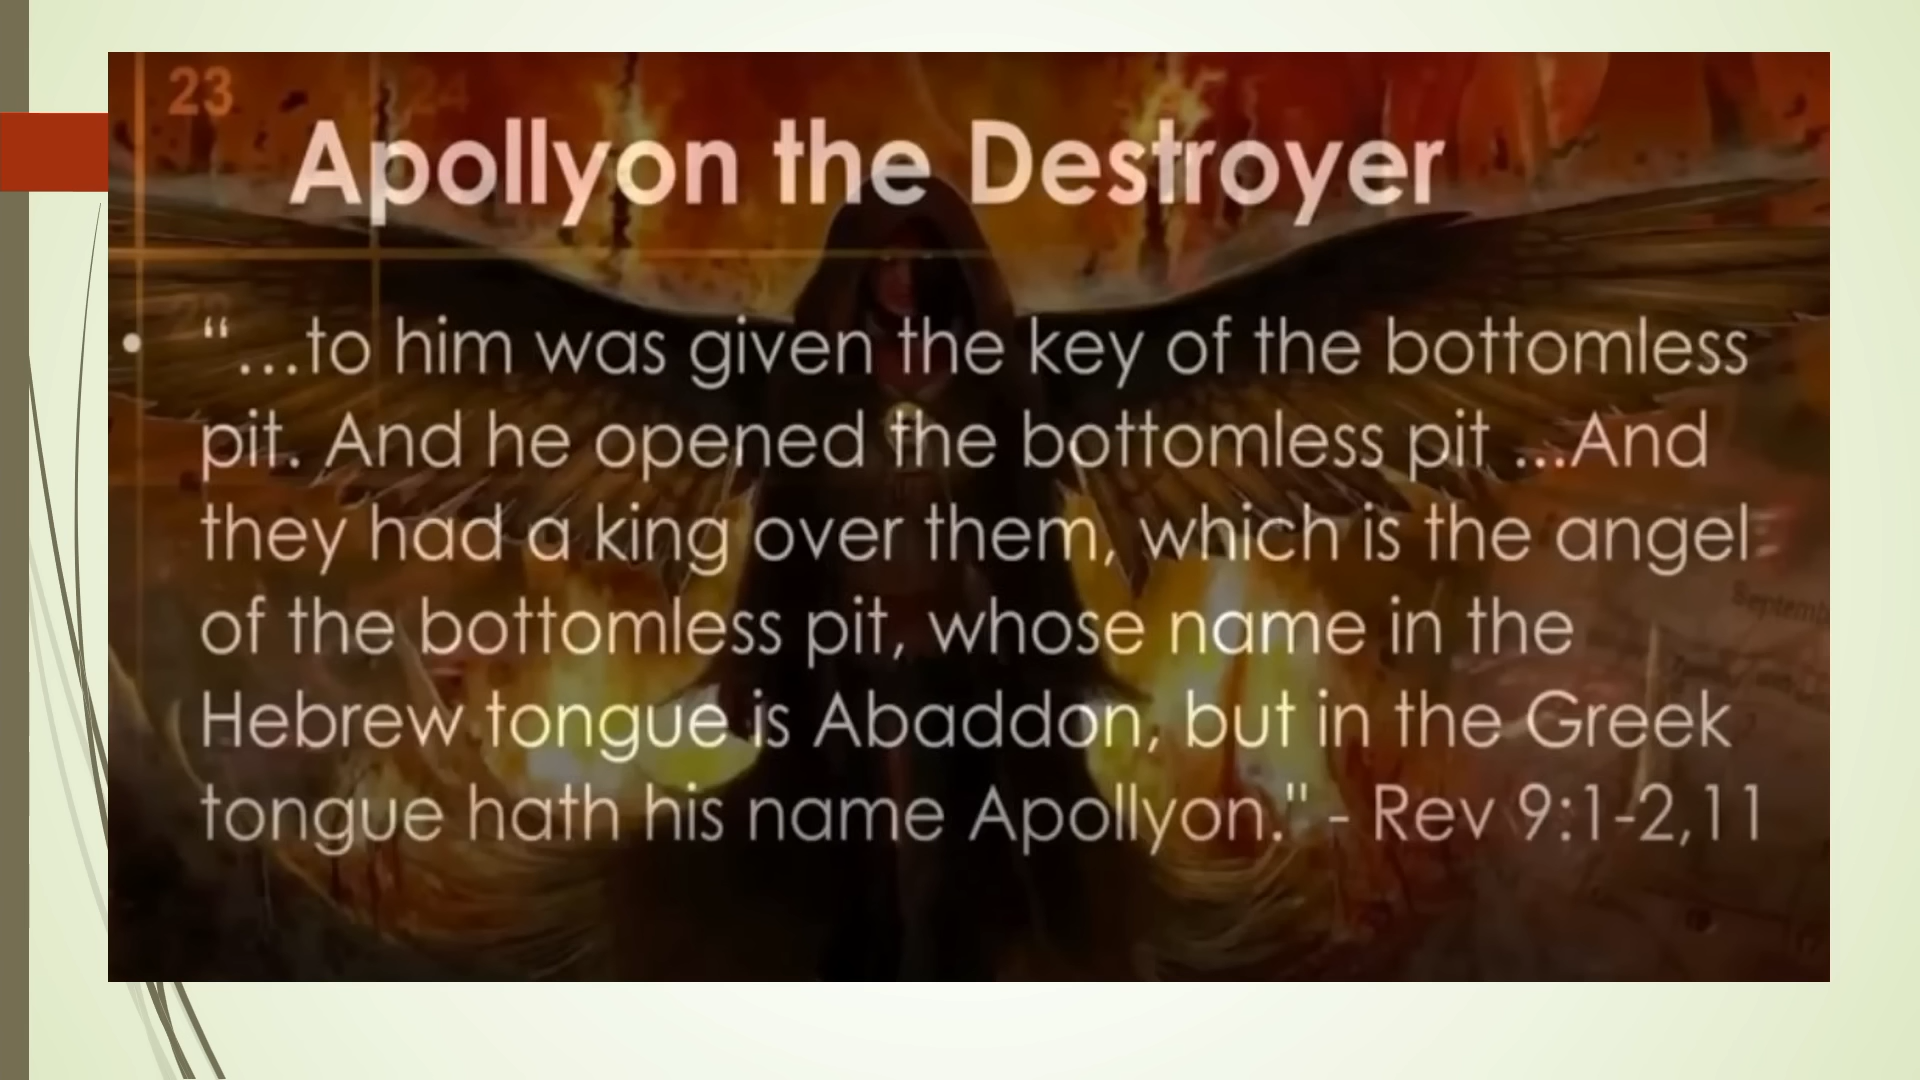 23
24
Apollyon the Destroyer
• “…to him was given the key of the bottomless
pit. And he opened the bottomless pit ...And
they had a king over them, which is the angel
of the bottomless pit, whose name in the
Hebrew tongue is Abaddon, but in the Greek
tongue hath his name Apollyon." - Rev 9:1-2,11